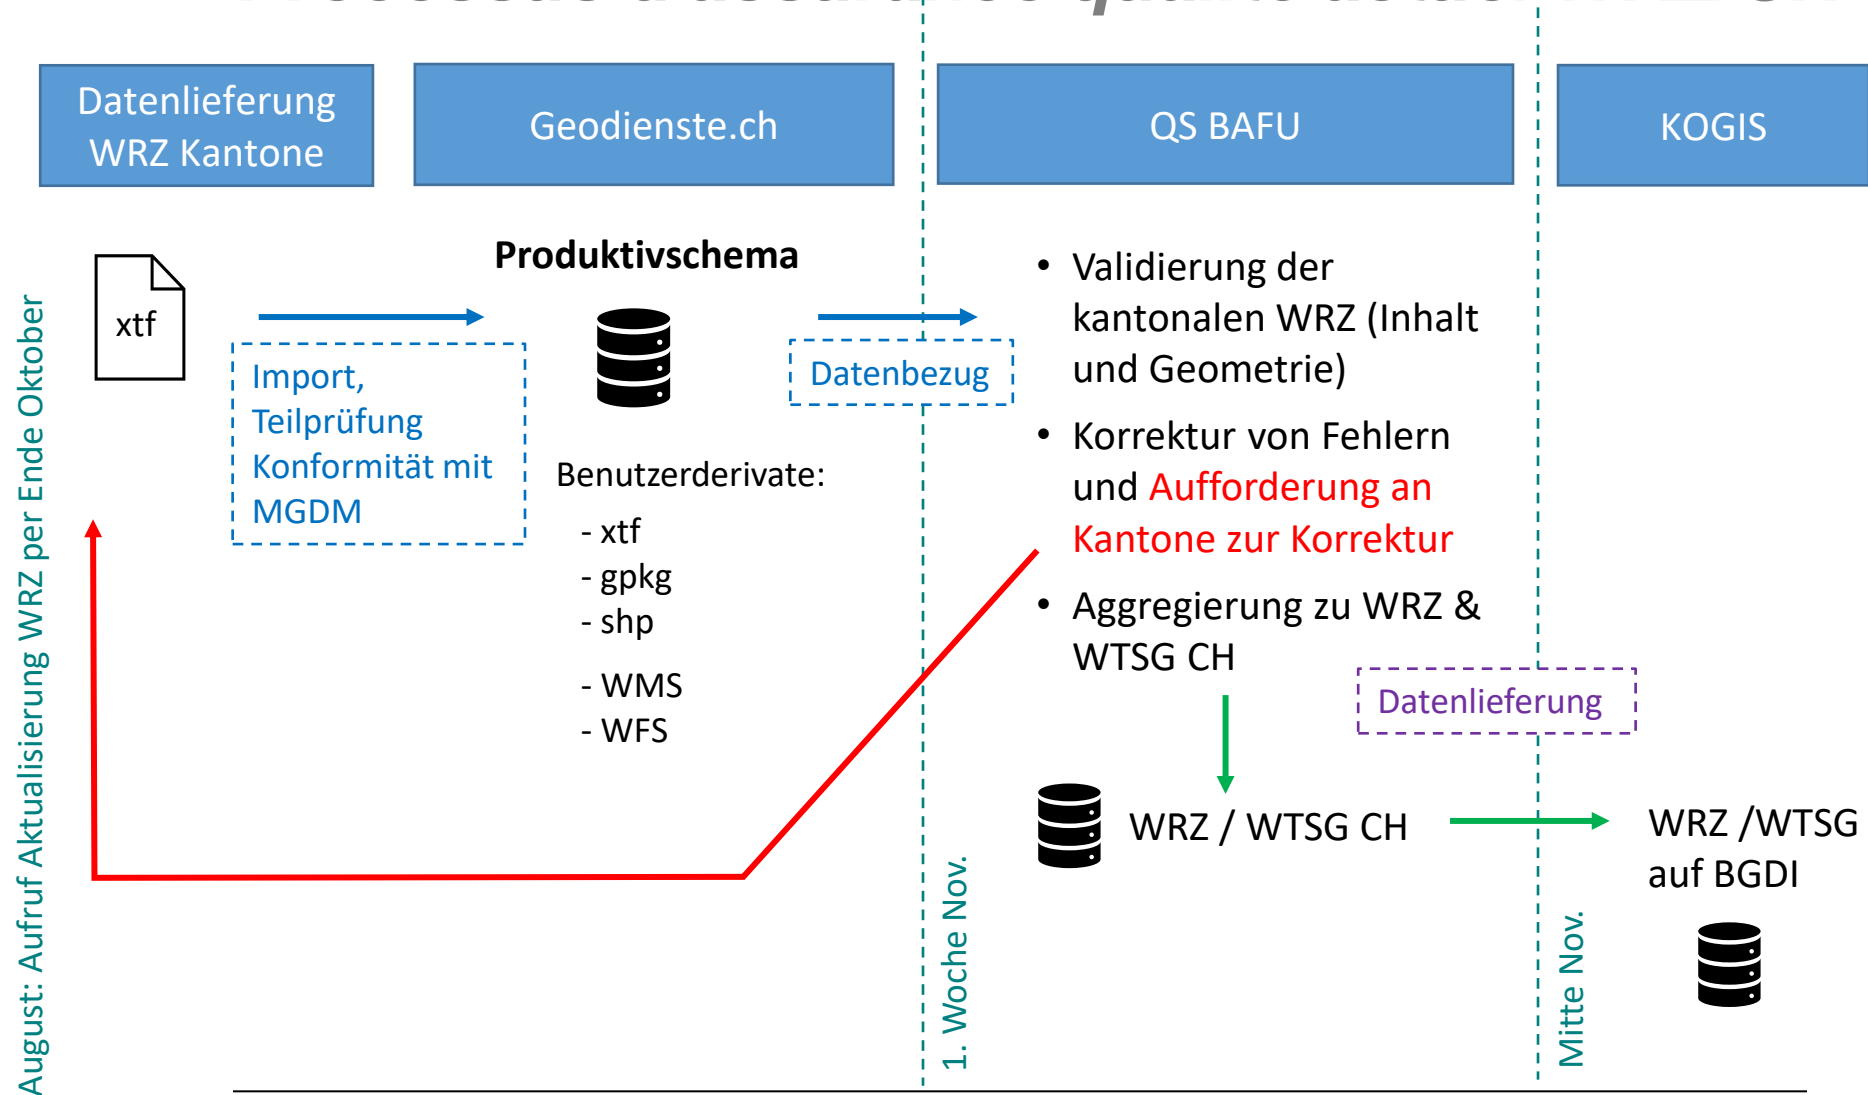 Datenlieferung
WRZ Kantone
Geodienste.ch
QS BAFU
KOGIS
August: Aufruf Aktualisierung WRZ per Ende Oktober
xtf
Import,
Teilprüfung
Konformität mit
MGDM
Produktivschema
Benutzerderivate:
- xtf
- gpkg
- shp
- WMS
- WFS
Datenbezug
1. Woche Nov.
• Validierung der
kantonalen WRZ (Inhalt
und Geometrie)
• Korrektur von Fehlern
und Aufforderung an
Kantone zur Korrektur
• Aggregierung zu WRZ &
WTSG CH
Datenlieferung
WRZ / WTSG CH
Mitte Nov.
WRZ /WTSG
auf BGDI